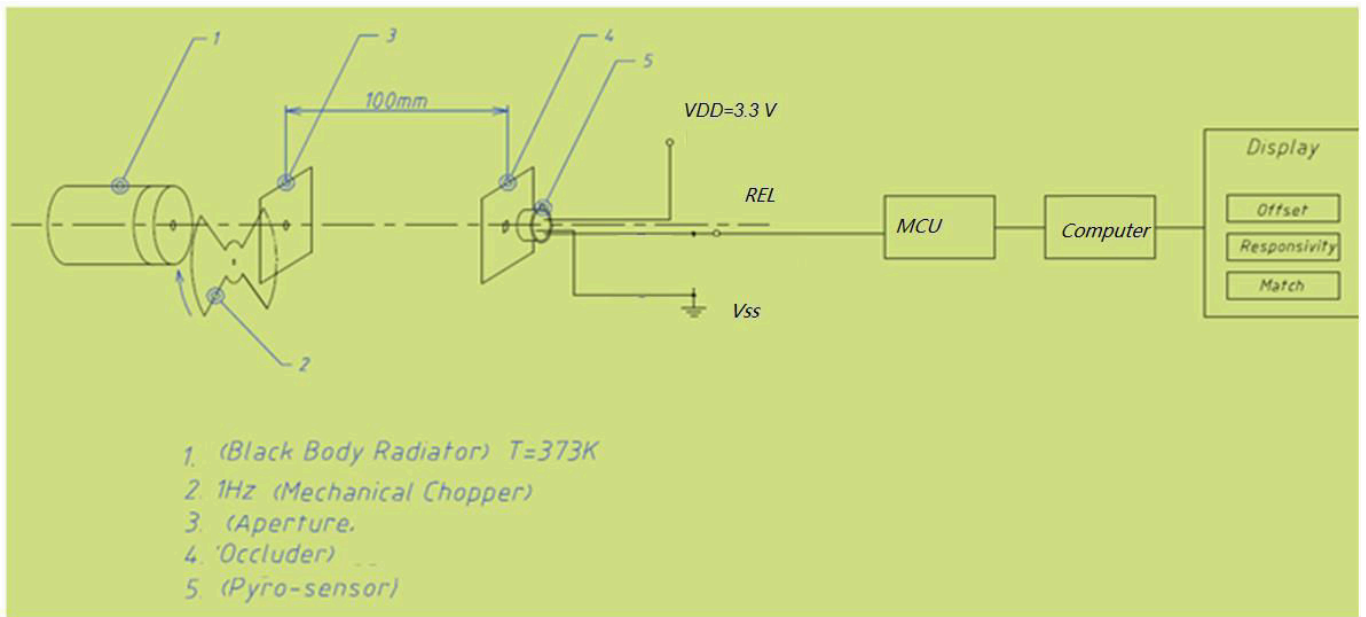 1
3
4
5
100mm
VDD=3.3 V
REL
MCU
Computer
Display
Offset
Responsivity
Match
Vss
2
1. (Black Body Radiator) T=373K
2. 1Hz (Mechanical Chopper)
3. (Aperture.
4. 'Occluder)
5. (Pyro-sensor)